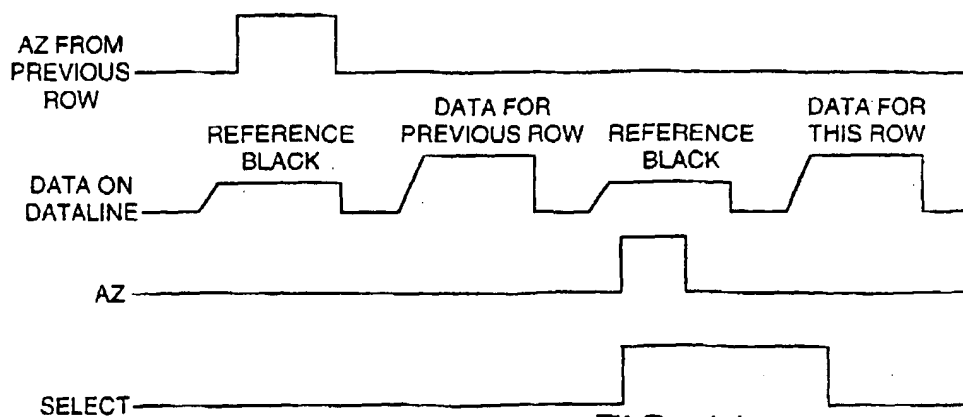 AZ FROM
PREVIOUS
ROW
REFERENCE
BLACK
DATA FOR
PREVIOUS ROW
REFERENCE
BLACK
DATA FOR
THIS ROW
DATA ON
DATALINE
AZ
SELECT